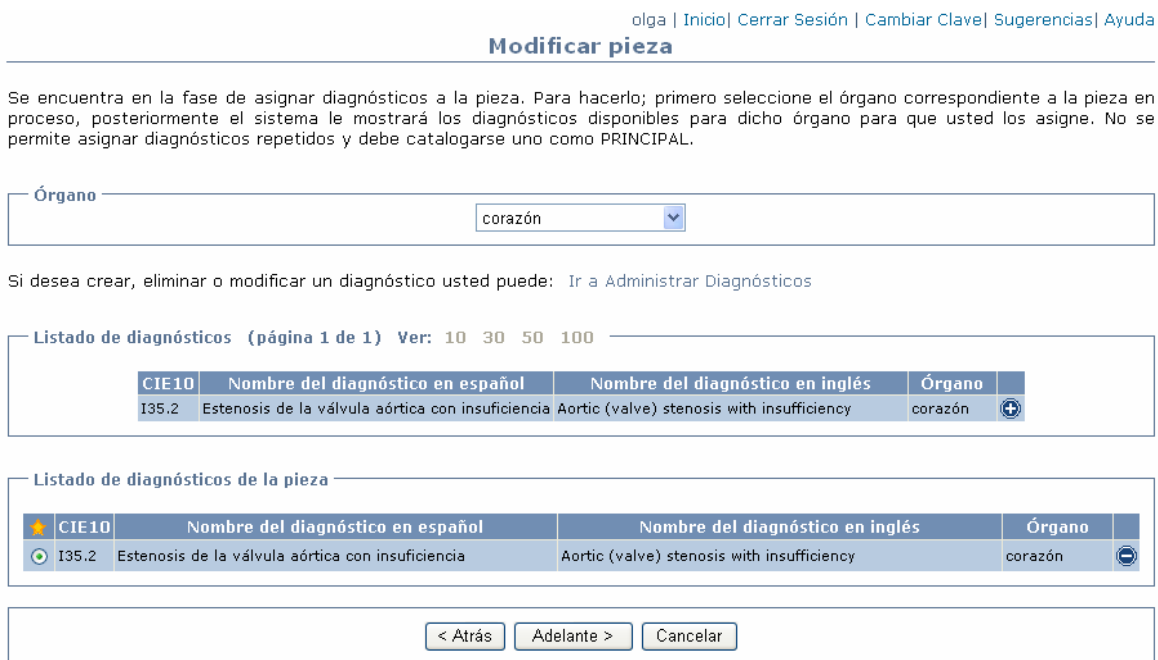 olga | Inicio| Cerrar Sesión | Cambiar Clave| Sugerencias| Ayuda
Modificar pieza
Se encuentra en la fase de asignar diagnósticos a la pieza. Para hacerlo; primero seleccione el órgano correspondiente a la pieza en
proceso, posteriormente el sistema le mostrará los diagnósticos disponibles para dicho órgano para que usted los asigne. No se
permite asignar diagnósticos repetidos y debe catalogarse uno como PRINCIPAL.
Órgano
corazón
Si desea crear, eliminar o modificar un diagnóstico usted puede: Ir a Administrar Diagnósticos
Listado de diagnósticos (página 1 de 1) Ver: 10 30 50 100
CIE10 Nombre del diagnóstico en español Nombre del diagnóstico en inglés Órgano
I35.2 Estenosis de la válvula aórtica con insuficiencia Aortic (valve) stenosis with insufficiency corazón
Listado de diagnósticos de la pieza
CIE10 Nombre del diagnóstico en español Nombre del diagnóstico en inglés Órgano
I35.2 Estenosis de la válvula aórtica con insuficiencia Aortic (valve) stenosis with insufficiency corazón
< Atrás Adelante > Cancelar